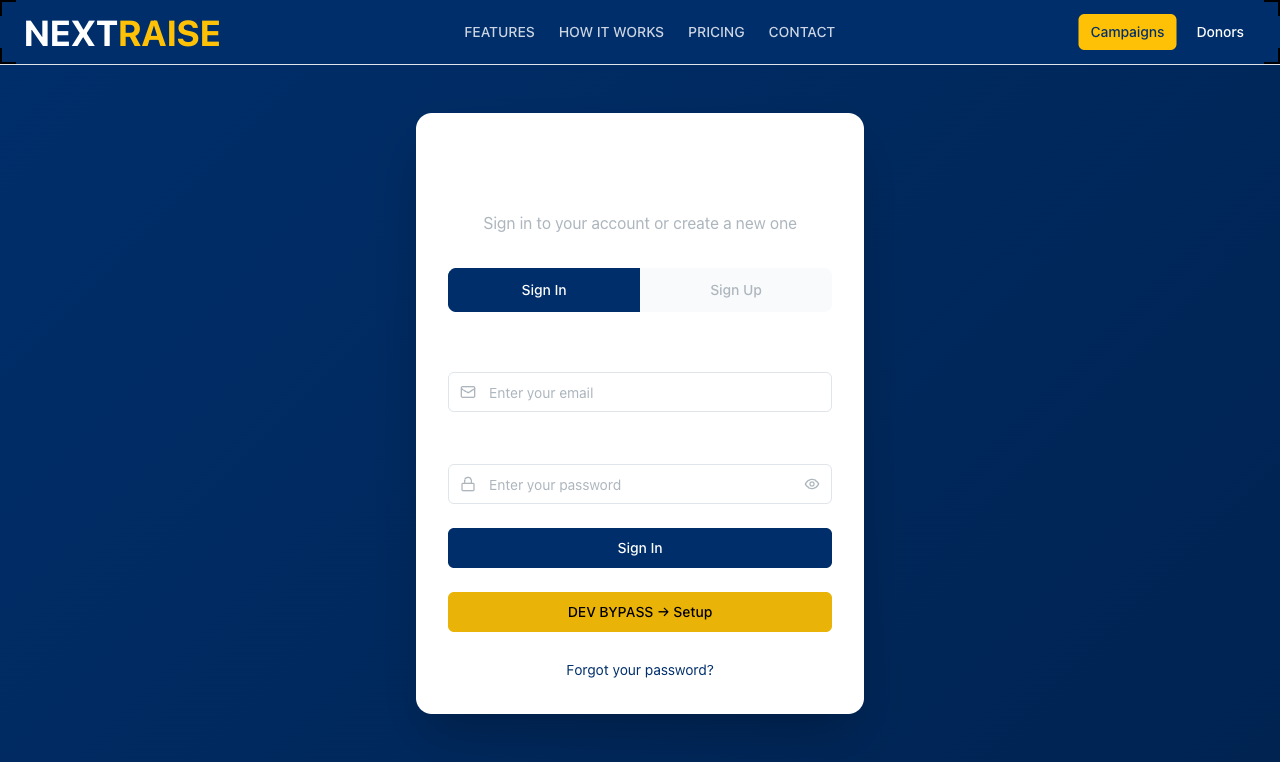 NEXTRAISE
FEATURES HOW IT WORKS PRICING CONTACT
Campaigns Donors
Sign in to your account or create a new one
Sign In Sign Up
Enter your email
Enter your password
Sign In
DEV BYPASS → Setup
Forgot your password?